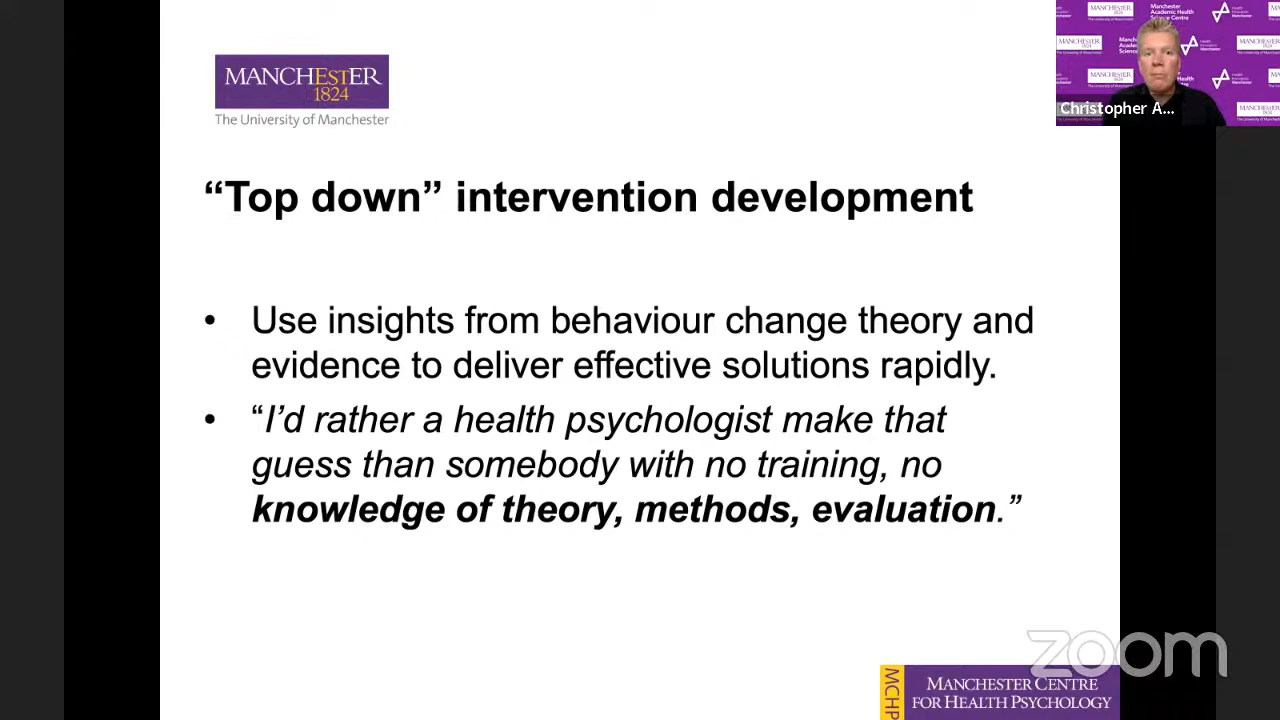 MANCHESTER
1824
The University of Manchester
Christopher A...
“Top down” intervention development
• Use insights from behaviour change theory and
evidence to deliver effective solutions rapidly.
• “I’d rather a health psychologist make that
guess than somebody with no training, no
knowledge of theory, methods, evaluation.”
zoom
MCHP
MANCHESTER CENTRE
FOR HEALTH PSYCHOLOGY